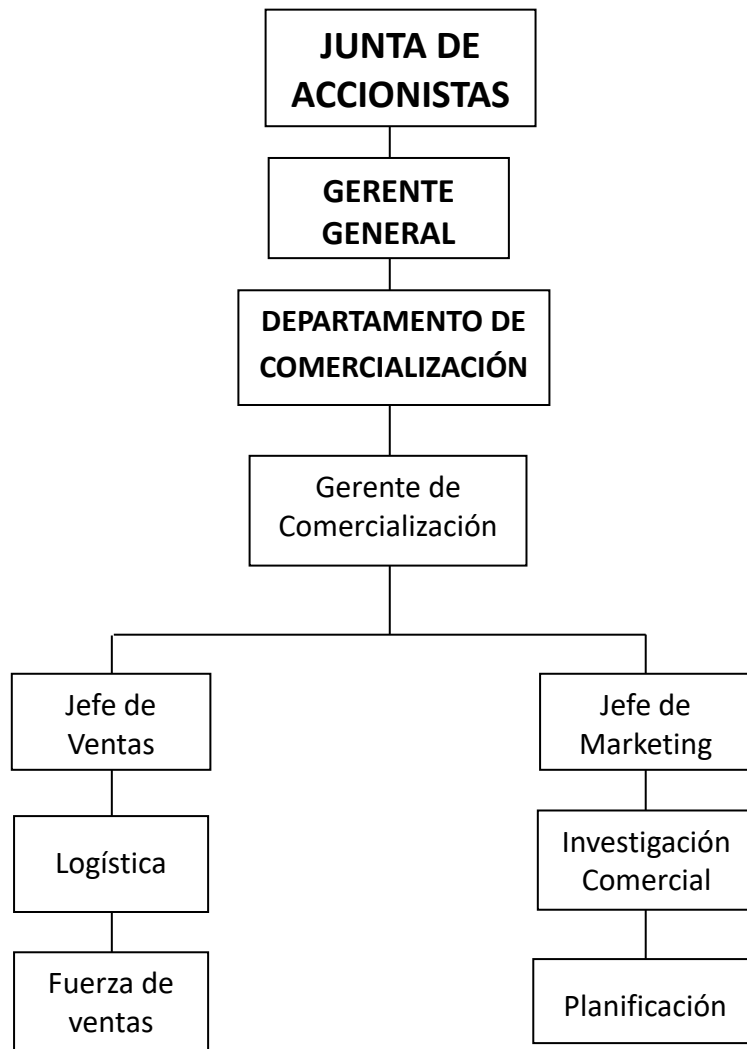 JUNTA DE
ACCIONISTAS
GERENTE
GENERAL
DEPARTAMENTO DE
COMERCIALIZACIÓN
Gerente de
Comercialización
Jefe de
Ventas
Jefe de
Marketing
Logística
Investigación
Comercial
Fuerza de
ventas
Planificación